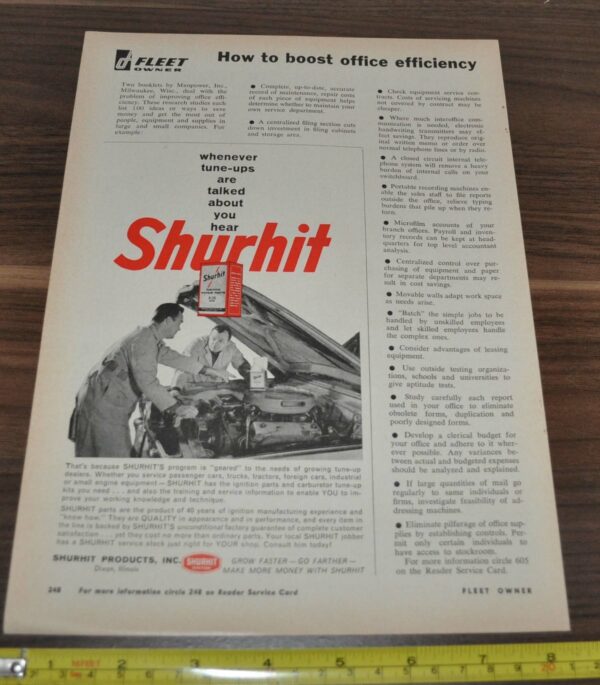 FLEET
OWNER
How to boost office efficiency
Two booklets by Manpower, Inc.,
Milwaukee, Wisc., deal with the
problem of improving office effi-
ciency. These research studies each
list 100 ideas or ways to save
money and get the most out of
people, equipment and supplies in
large and small companies. For
example:
● Complete, up-to-date, accurate
record of maintenance, repair costs
of each piece of equipment helps
determine whether to maintain your
own service department.
● A centralized filing section cuts
down investment in filing cabinets
and storage area.
● Check equipment service con-
tracts. Costs of servicing machines
not covered by contract may be
cheaper.
● Where much interoffice com-
munication is needed, electronic
handwriting transmitters may ef-
fect savings. They reproduce orig-
inal written memo or order over
normal telephone lines or by radio.
● A closed circuit internal tele-
phone system will remove a heavy
burden of internal calls on your
switchboard.
● Portable recording machines en-
able the sales staff to file reports
outside the office, relieve typing
burdens that pile up when they re-
turn.
● Microfilm accounts of your
branch offices. Payroll and inven-
tory records can be kept at head-
quarters for top level accountant
analysis.
● Centralized control over pur-
chasing of equipment and paper
for separate departments may re-
sult in cost savings.
● Movable walls adapt work space
as needs arise.
● "Batch" the simple jobs to be
handled by unskilled employees
and let skilled employees handle
the complex ones.
● Consider advantages of leasing
equipment.
● Use outside testing organiza-
tions, schools and universities to
give aptitude tests.
● Study carefully each report
used in your office to eliminate
obsolete forms, duplication and
poorly designed forms.
● Develop a clerical budget for
your office and adhere to it wher-
ever possible. Any variances be-
tween actual and budgeted expenses
should be analyzed and explained.
● If large quantities of mail go
regularly to same individuals or
firms, investigate feasibility of ad-
dressing machines.
● Eliminate pilferage of office sup-
plies by establishing controls. Per-
mit only certain individuals to
have access to stockroom.
For more information circle 605
on the Reader Service Card.
whenever
tune-ups
are
talked
about
you
hear
Shurhit
Shurhit
That's because SHURHIT'S program is "geared" to the needs of growing tune-up
dealers. Whether you service passenger cars, trucks, tractors, foreign cars, industrial
or small engine equipment — SHURHIT has the ignition parts and carburetor tune-up
kits you need . . . and also the training and service information to enable YOU to im-
prove your working knowledge and technique.
SHURHIT parts are the product of 40 years of ignition manufacturing experience and
"know how." They are QUALITY in appearance and in performance, and every item in
the line is backed by SHURHIT'S unconditional factory guarantee of complete customer
satisfaction . . . yet they cost no more than ordinary parts. Your local SHURHIT jobber
has a SHURHIT service stock just right for YOUR shop. Consult him today!
SHURHIT PRODUCTS, INC.
Dixon, Illinois
SHURHIT
GROW FASTER — GO FARTHER —
MAKE MORE MONEY WITH SHURHIT
248
For more information circle 248 on Reader Service Card
FLEET OWNER
1 2 3 4 5 6 7 8